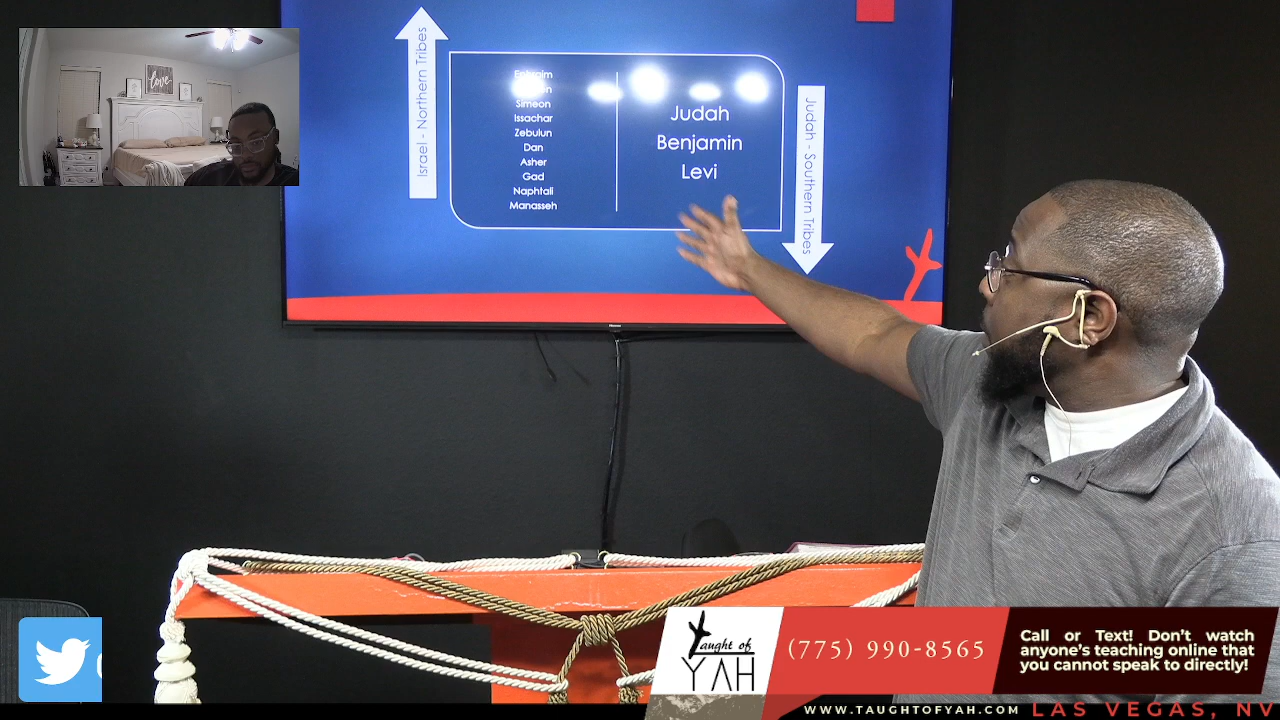 love
Israel - Northern Tribes
Ephraim
Simeon
Issachar
Zebulun
Dan
Asher
Gad
Naphtali
Manasseh
Judah
Benjamin
Levi
Judah - Southern Tribes
Taught of
YAH
(775) 990-8565
Call or Text! Don't watch
anyone's teaching online that
you cannot speak to directly!
WWW.TAUGHTOFYAH.COM
LAS VEGAS, NV